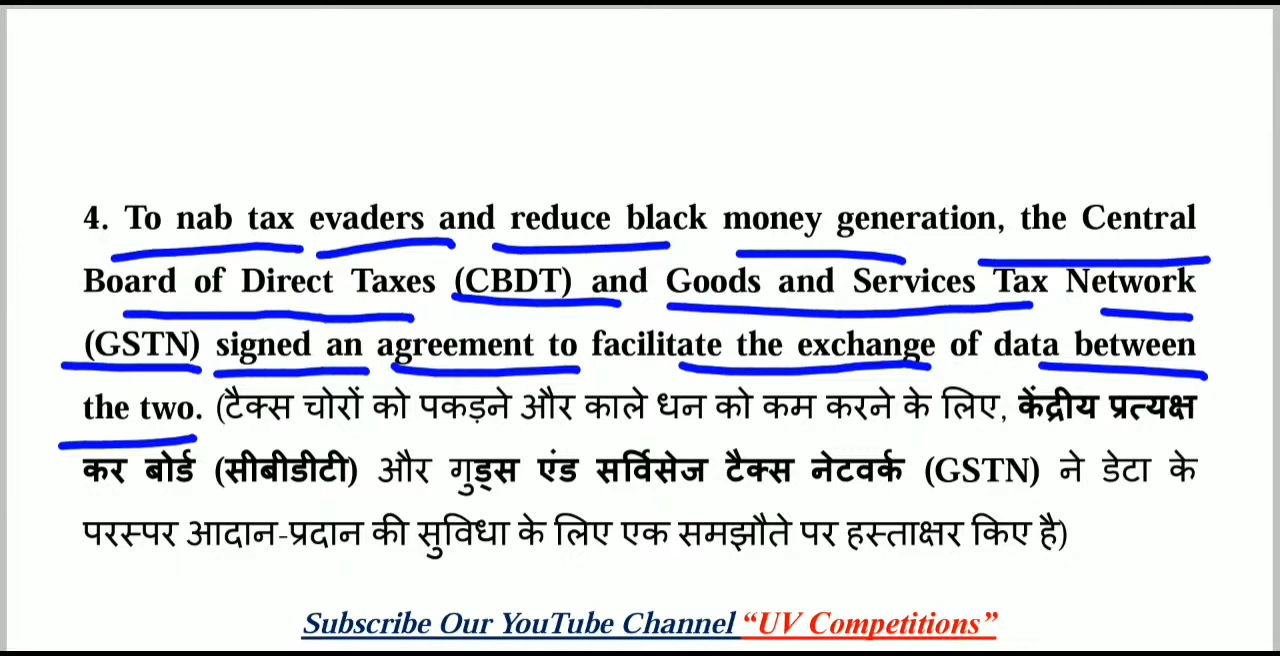 4. To nab tax evaders and reduce black money generation, the Central
Board of Direct Taxes (CBDT) and Goods and Services Tax Network
(GSTN) signed an agreement to facilitate the exchange of data between
the two. (टैक्स चोरों को पकड़ने और काले धन को कम करने के लिए, केंद्रीय प्रत्यक्ष
कर बोर्ड (सीबीडीटी) और गुड्स एंड सर्विसेज टैक्स नेटवर्क (GSTN) ने डेटा के
परस्पर आदान-प्रदान की सुविधा के लिए एक समझौते पर हस्ताक्षर किए है)
Subscribe Our YouTube Channel “UV Competitions”